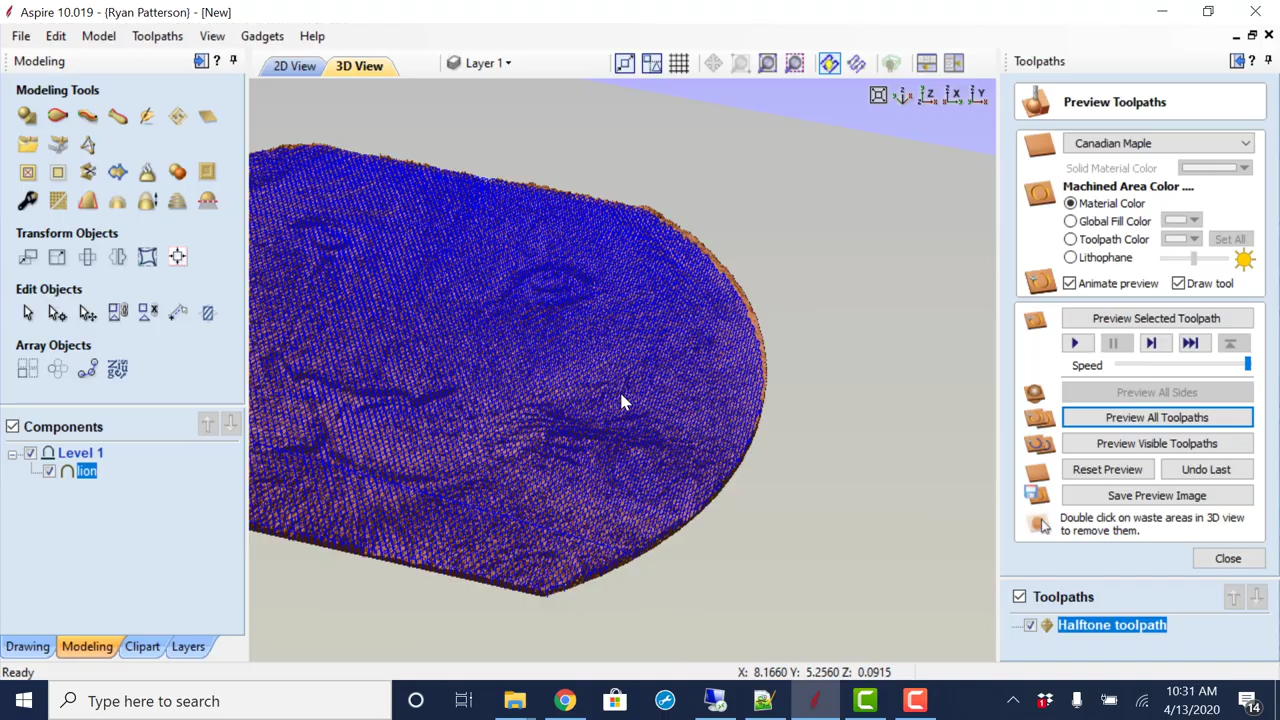 Aspire 10.019 - {Ryan Patterson} - [New]
File Edit Model Toolpaths View Gadgets Help
Modeling
2D View 3D View Layer 1
Toolpaths
Modeling Tools
Transform Objects
Edit Objects
Array Objects
Components
Level 1
lion
Drawing Modeling Clipart Layers
Z X Y
Preview Toolpaths
Canadian Maple
Solid Material Color
Machined Area Color ....
Material Color
Global Fill Color
Toolpath Color Set All
Lithophane
Animate preview Draw tool
Preview Selected Toolpath
Speed
Preview All Sides
Preview All Toolpaths
Preview Visible Toolpaths
Reset Preview Undo Last
Save Preview Image
Double click on waste areas in 3D view
to remove them.
Close
Toolpaths
Halftone toolpath
Ready X: 8.1660 Y: 5.2560 Z: 0.0915
Type here to search
10:31 AM
4/13/2020
14